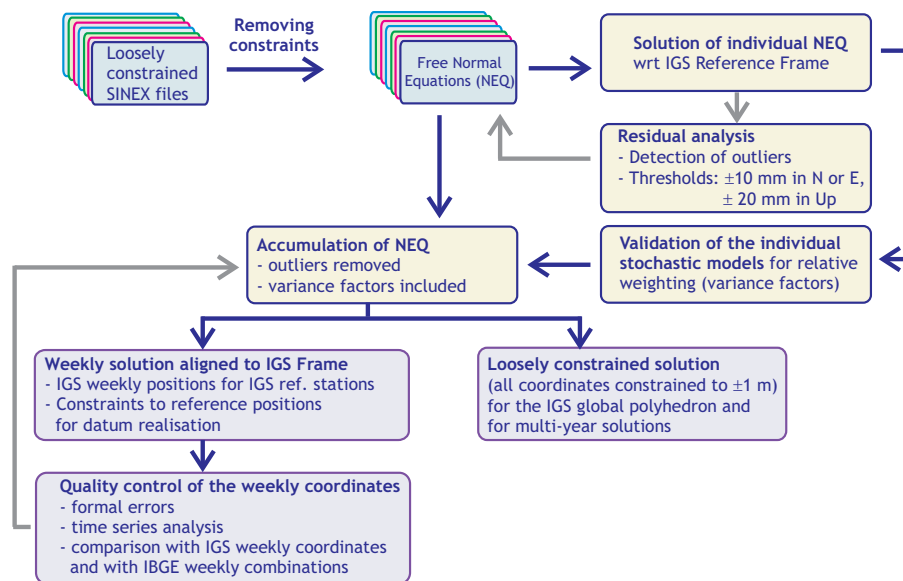 Loosely
constrained
SINEX files
Removing
constraints
Free Normal
Equations (NEQ)
Solution of individual NEQ
wrt IGS Reference Frame
Residual analysis
- Detection of outliers
- Thresholds: ±10 mm in N or E,
± 20 mm in Up
Accumulation of NEQ
- outliers removed
- variance factors included
Validation of the individual
stochastic models for relative
weighting (variance factors)
Weekly solution aligned to IGS Frame
- IGS weekly positions for IGS ref. stations
- Constraints to reference positions
for datum realisation
Loosely constrained solution
(all coordinates constrained to ±1 m)
for the IGS global polyhedron and
for multi-year solutions
Quality control of the weekly coordinates
- formal errors
- time series analysis
- comparison with IGS weekly coordinates
and with IBGE weekly combinations